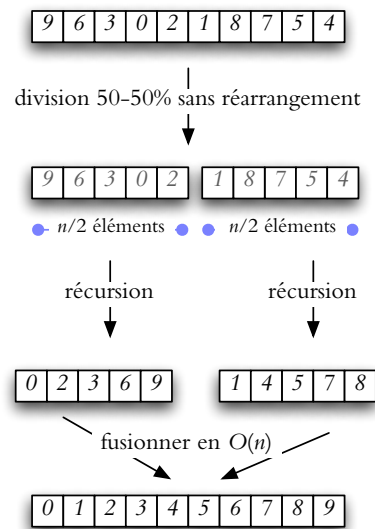 9 6 3 0 2 1 8 7 5 4
division 50-50% sans réarrangement
9 6 3 0 2 1 8 7 5 4
n/2 éléments n/2 éléments
récursion récursion
0 2 3 6 9 1 4 5 7 8
fusionner en O(n)
0 1 2 3 4 5 6 7 8 9